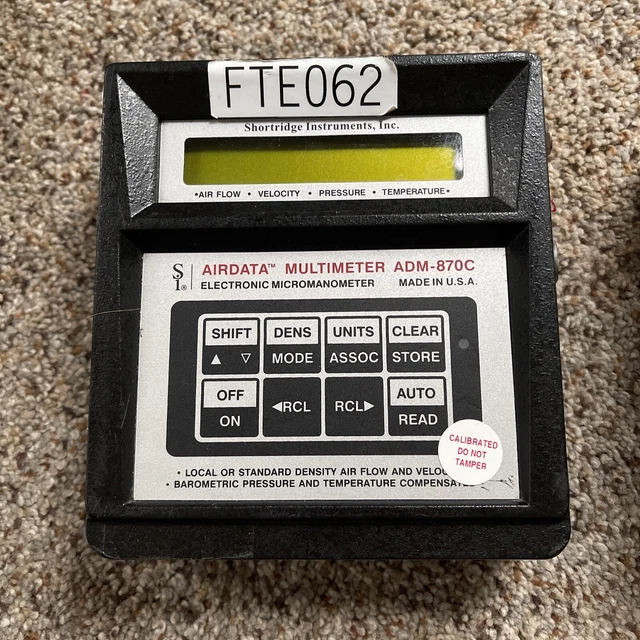 FTE062
Shortridge Instruments, Inc.
•AIR FLOW • VELOCITY • PRESSURE • TEMPERATURE•
SI® AIRDATA™ MULTIMETER ADM-870C
ELECTRONIC MICROMANOMETER MADE IN U.S.A.
SHIFT DENS UNITS CLEAR
▲ ▽ MODE ASSOC STORE
OFF AUTO
ON ◀RCL RCL▶ READ
CALIBRATED
DO NOT
TAMPER
• LOCAL OR STANDARD DENSITY AIR FLOW AND VELOC
• BAROMETRIC PRESSURE AND TEMPERATURE COMPENSATE